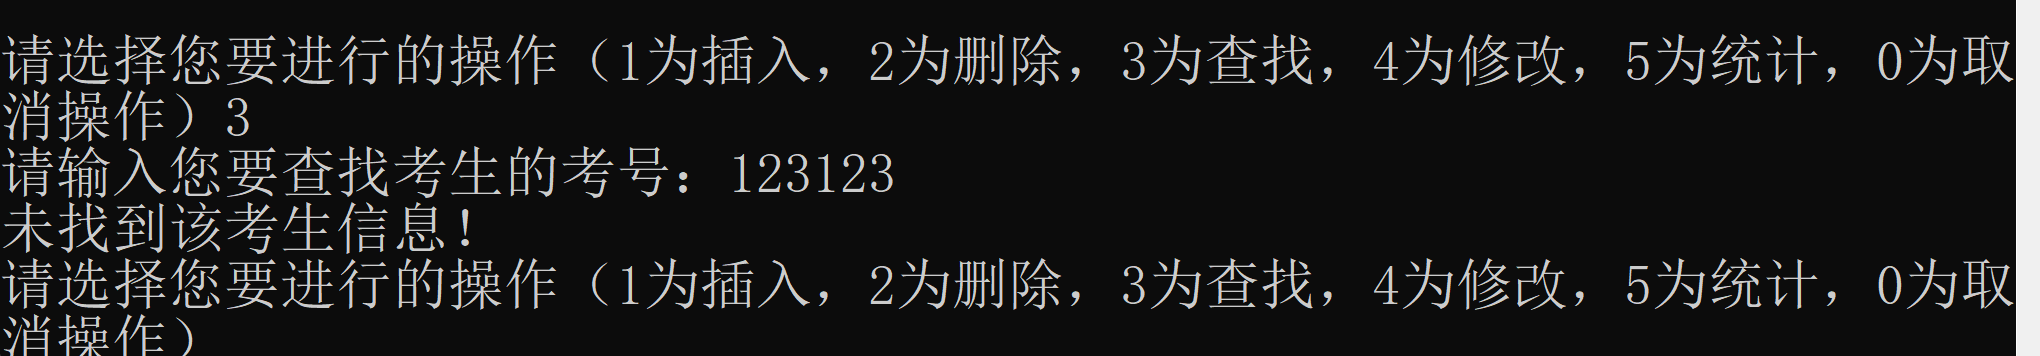 请选择您要进行的操作（1为插入，2为删除，3为查找，4为修改，5为统计，0为取
消操作）3
请输入您要查找考生的考号：123123
未找到该考生信息！
请选择您要进行的操作（1为插入，2为删除，3为查找，4为修改，5为统计，0为取
消操作）